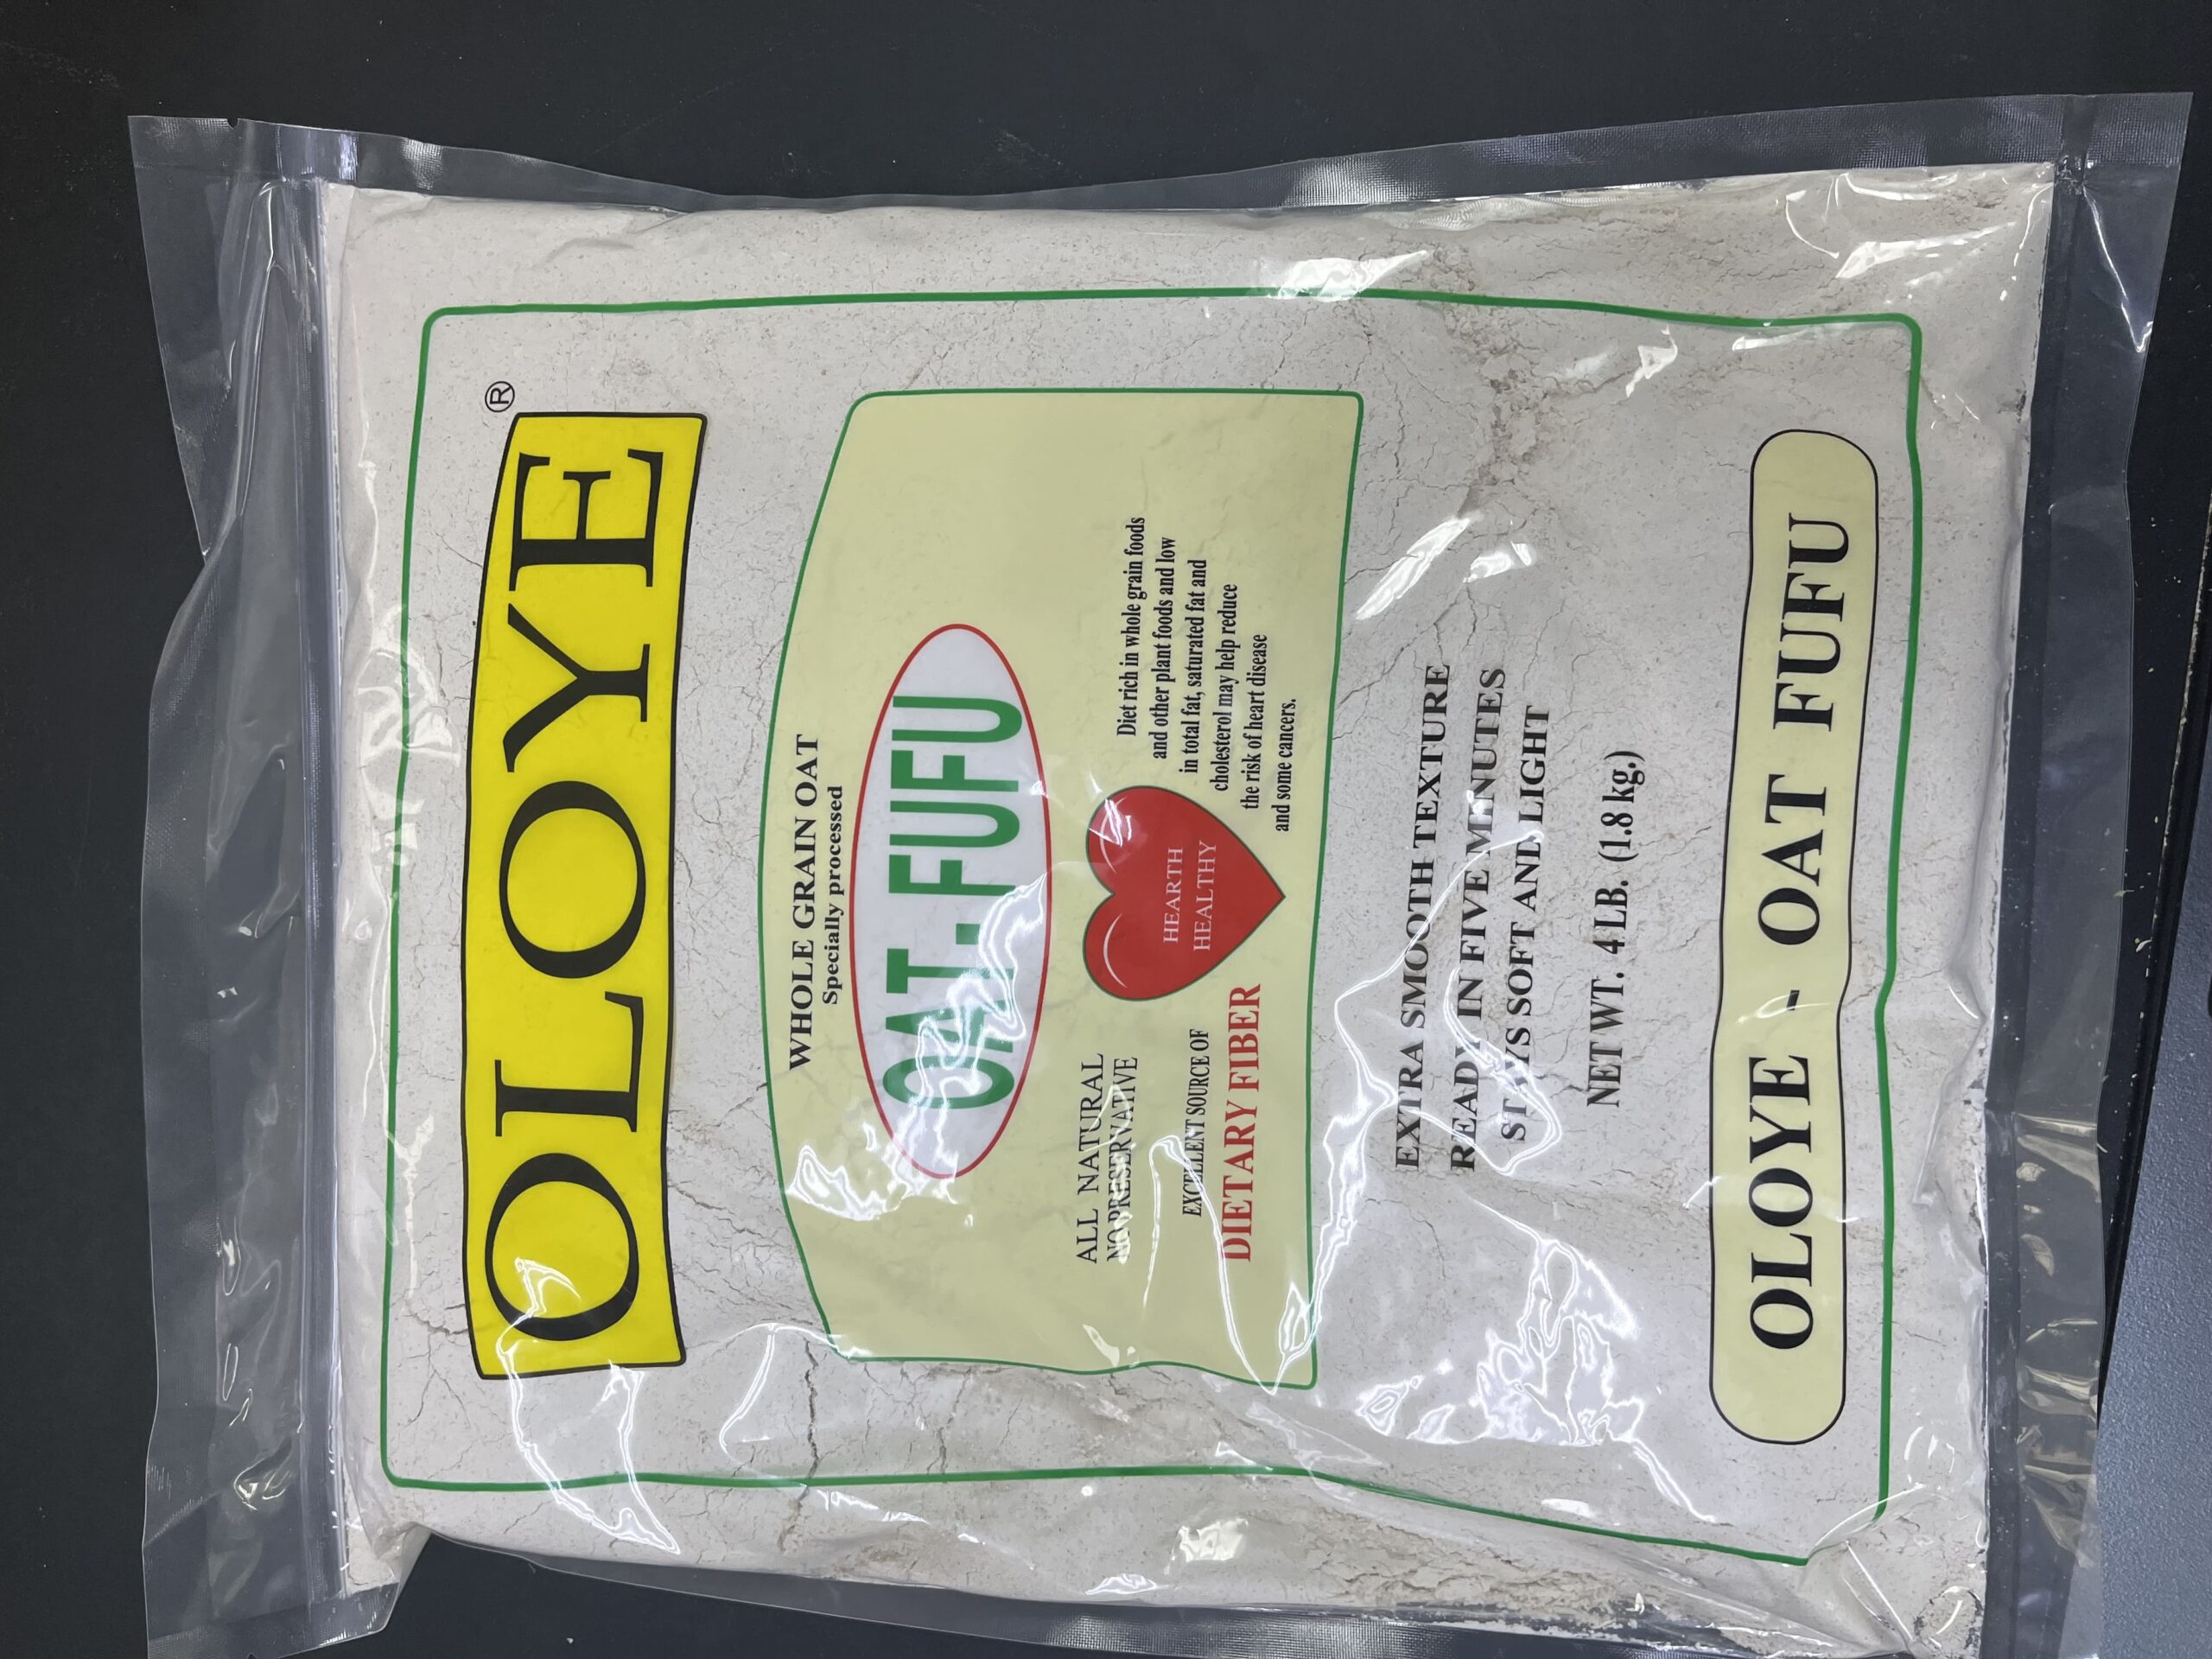 OLOYE®
WHOLE GRAIN OAT
Specially processed
OAT. FUFU
ALL NATURAL
NO PRESERVATIVE
EXCELLENT SOURCE OF
DIETARY FIBER
HEARTH
HEALTHY
Diet rich in whole grain foods
and other plant foods and low
in total fat, saturated fat and
cholesterol may help reduce
the risk of heart disease
and some cancers.
EXTRA SMOOTH TEXTURE
READY IN FIVE MINUTES
STAYS SOFT AND LIGHT
NET WT. 4 LB. (1.8 kg.)
OLOYE - OAT FUFU